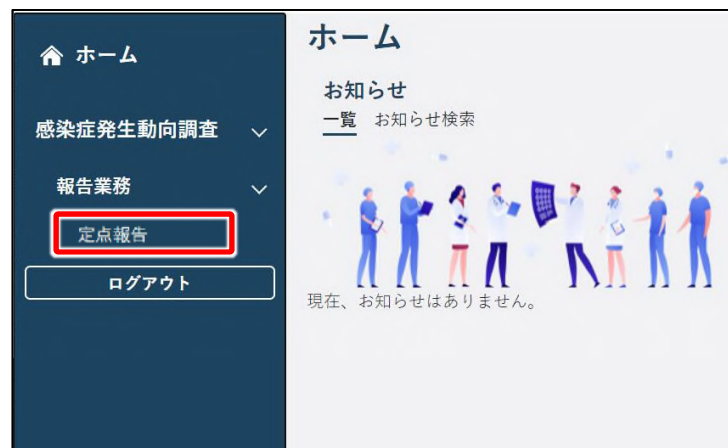 ホーム
感染症発生動向調査
報告業務
定点報告
ログアウト
ホーム
お知らせ
一覧 お知らせ検索
現在、お知らせはありません。